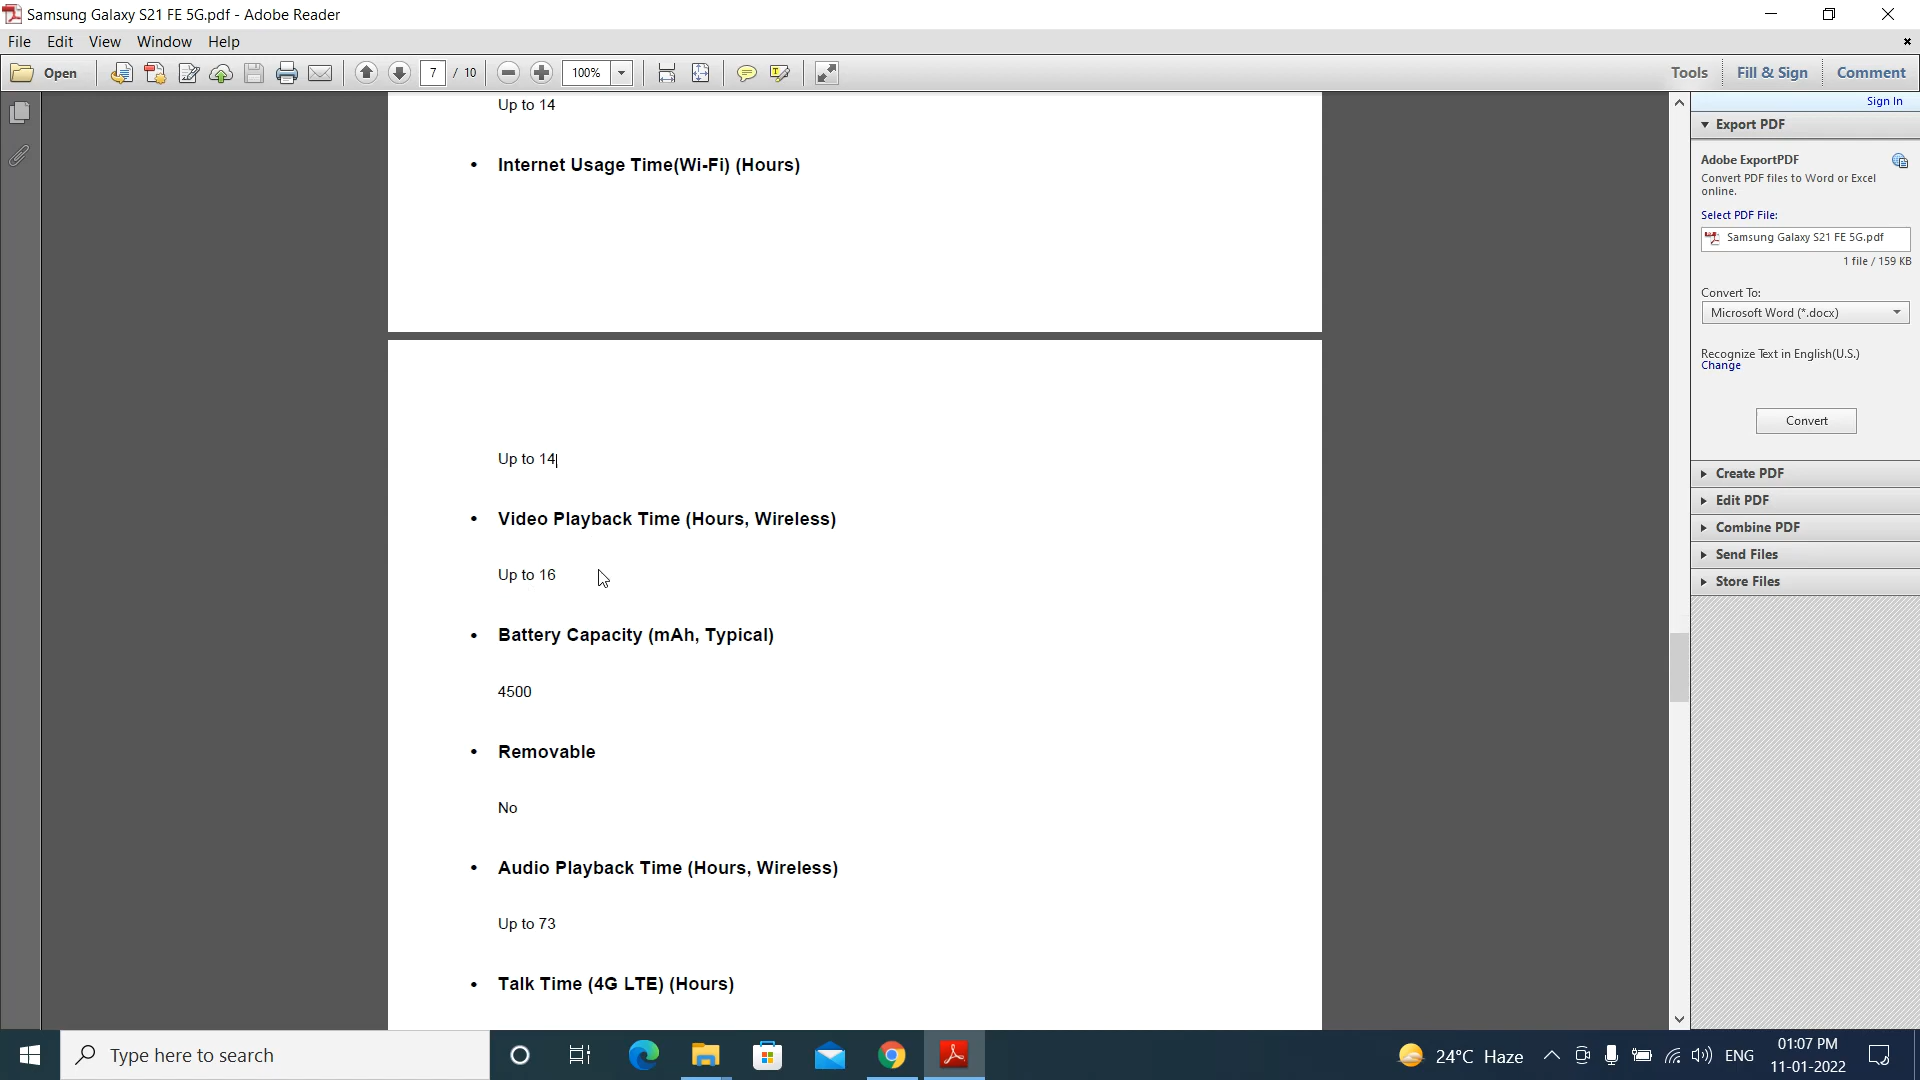 Samsung Galaxy S21 FE 5G.pdf - Adobe Reader
File Edit View Window Help
Open 7 / 10 100% Tools Fill & Sign Comment
Up to 14
• Internet Usage Time(Wi-Fi) (Hours)
Up to 14
• Video Playback Time (Hours, Wireless)
Up to 16
• Battery Capacity (mAh, Typical)
4500
• Removable
No
• Audio Playback Time (Hours, Wireless)
Up to 73
• Talk Time (4G LTE) (Hours)
Sign In
Export PDF
Adobe ExportPDF
Convert PDF files to Word or Excel
online.
Select PDF File:
Samsung Galaxy S21 FE 5G.pdf
1 file / 159 KB
Convert To:
Microsoft Word (*.docx)
Recognize Text in English(U.S.)
Change
Convert
Create PDF
Edit PDF
Combine PDF
Send Files
Store Files
Type here to search
24°C Haze
ENG
01:07 PM
11-01-2022